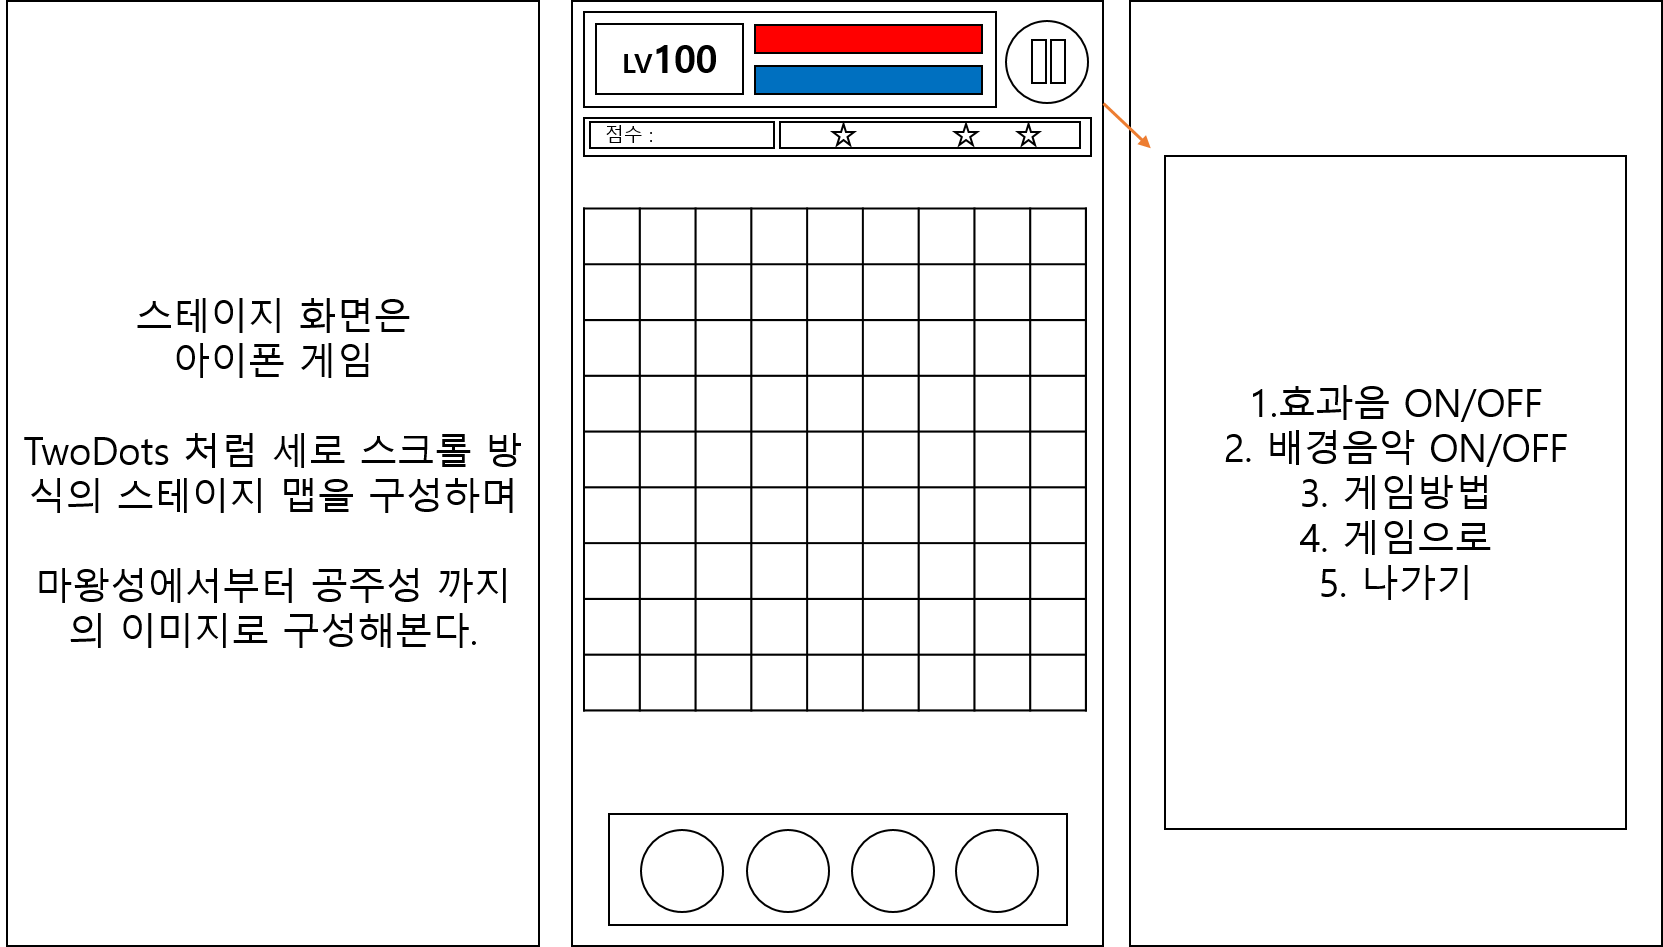 스테이지 화면은
아이폰 게임
TwoDots 처럼 세로 스크롤 방
식의 스테이지 맵을 구성하며
마왕성에서부터 공주성 까지
의 이미지로 구성해본다.
LV100
점수 :
1.효과음 ON/OFF
2. 배경음악 ON/OFF
3. 게임방법
4. 게임으로
5. 나가기